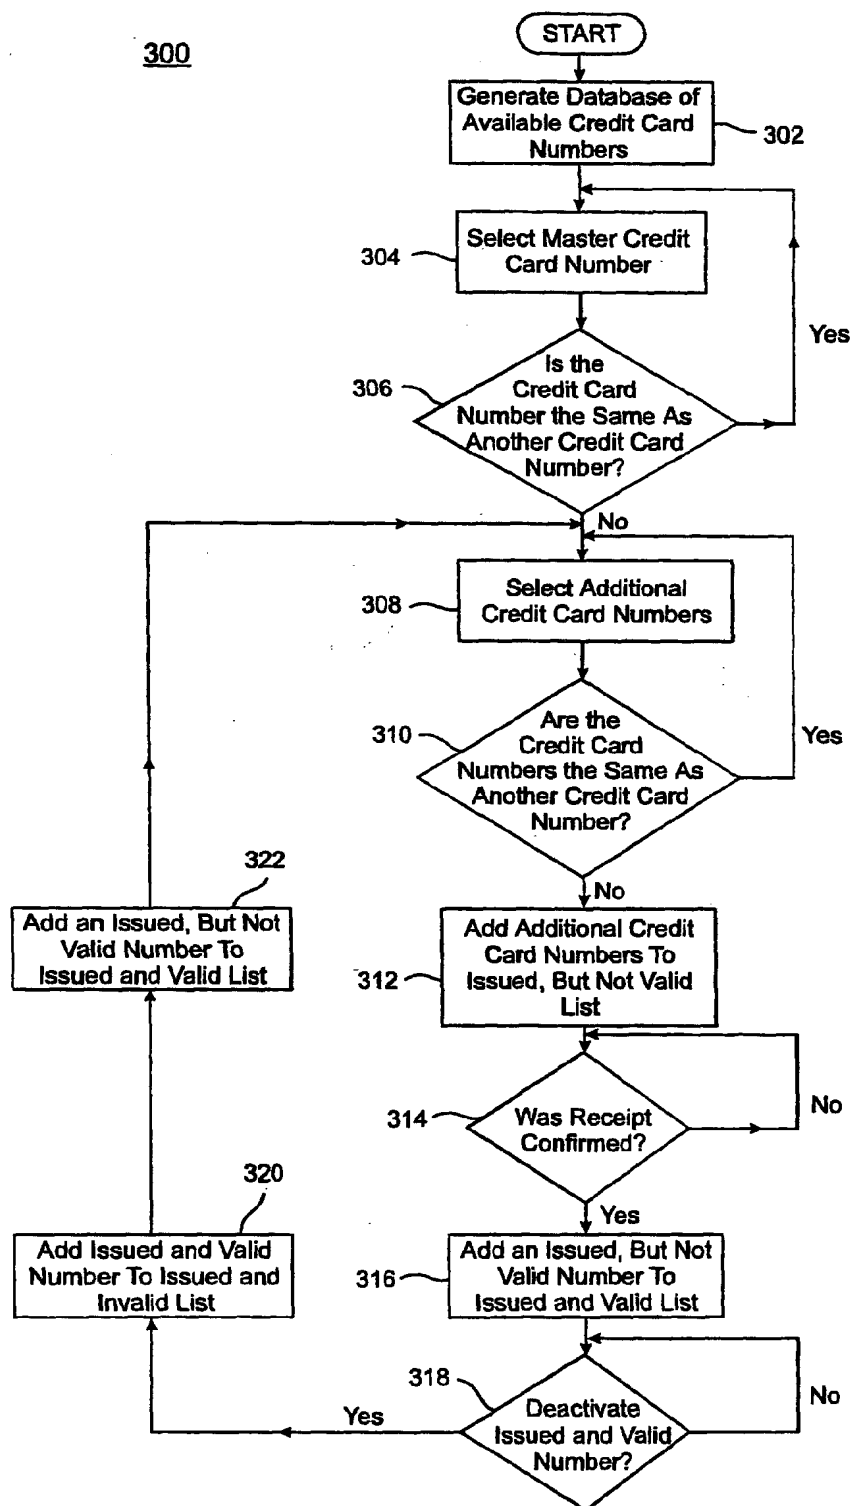 300
START
Generate Database of
Available Credit Card
Numbers
302
Select Master Credit
Card Number
304
Yes
Is the
Credit Card
Number the Same As
Another Credit Card
Number?
306
No
Select Additional
Credit Card Numbers
308
Are the
Credit Card
Numbers the Same As
Another Credit Card
Number?
310
Yes
No
322
Add an Issued, But Not
Valid Number To
Issued and Valid List
Add Additional Credit
Card Numbers To
Issued, But Not Valid
List
312
314
Was Receipt
Confirmed?
No
Yes
320
Add Issued and Valid
Number To Issued and
Invalid List
Add an Issued, But Not
Valid Number To
Issued and Valid List
316
318
Deactivate
Issued and Valid
Number?
No
Yes